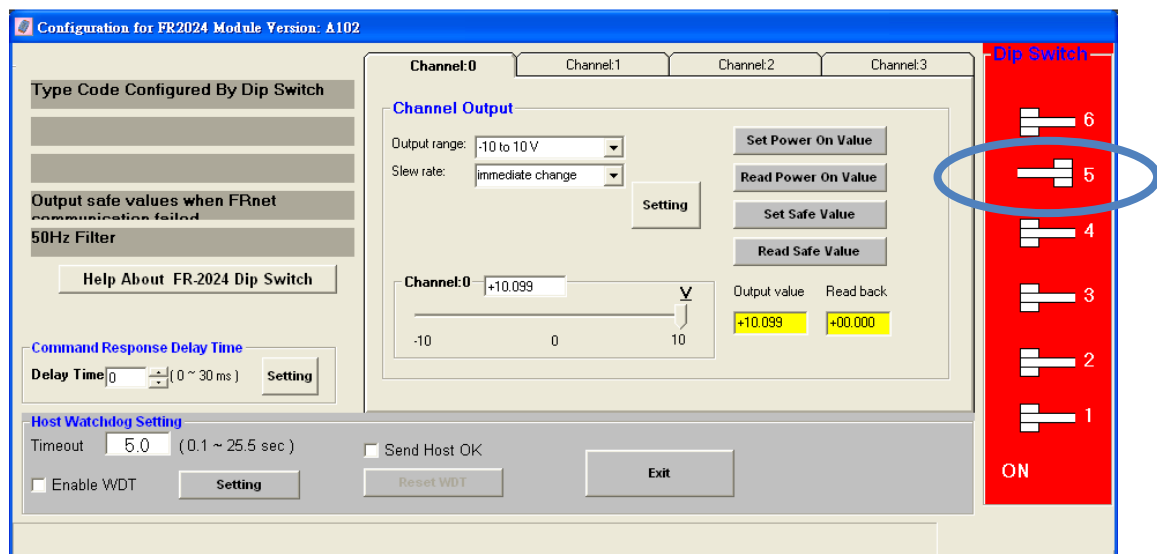 Configuration for FR2024 Module Version: A102
Channel:0 Channel:1 Channel:2 Channel:3
Dip Switch
Type Code Configured By Dip Switch
Output safe values when FRnet
communication failed
50Hz Filter
Help About FR-2024 Dip Switch
Command Response Delay Time
Delay Time 0 ( 0 ~ 30 ms ) Setting
Channel Output
Output range: -10 to 10 V
Slew rate: immediate change
Setting
Set Power On Value
Read Power On Value
Set Safe Value
Read Safe Value
Channel:0 +10.099
V
-10 0 10
Output value Read back
+10.099 +00.000
6
5
4
3
2
1
ON
Host Watchdog Setting
Timeout 5.0 ( 0.1 ~ 25.5 sec )
Enable WDT Setting
Send Host OK
Reset WDT
Exit